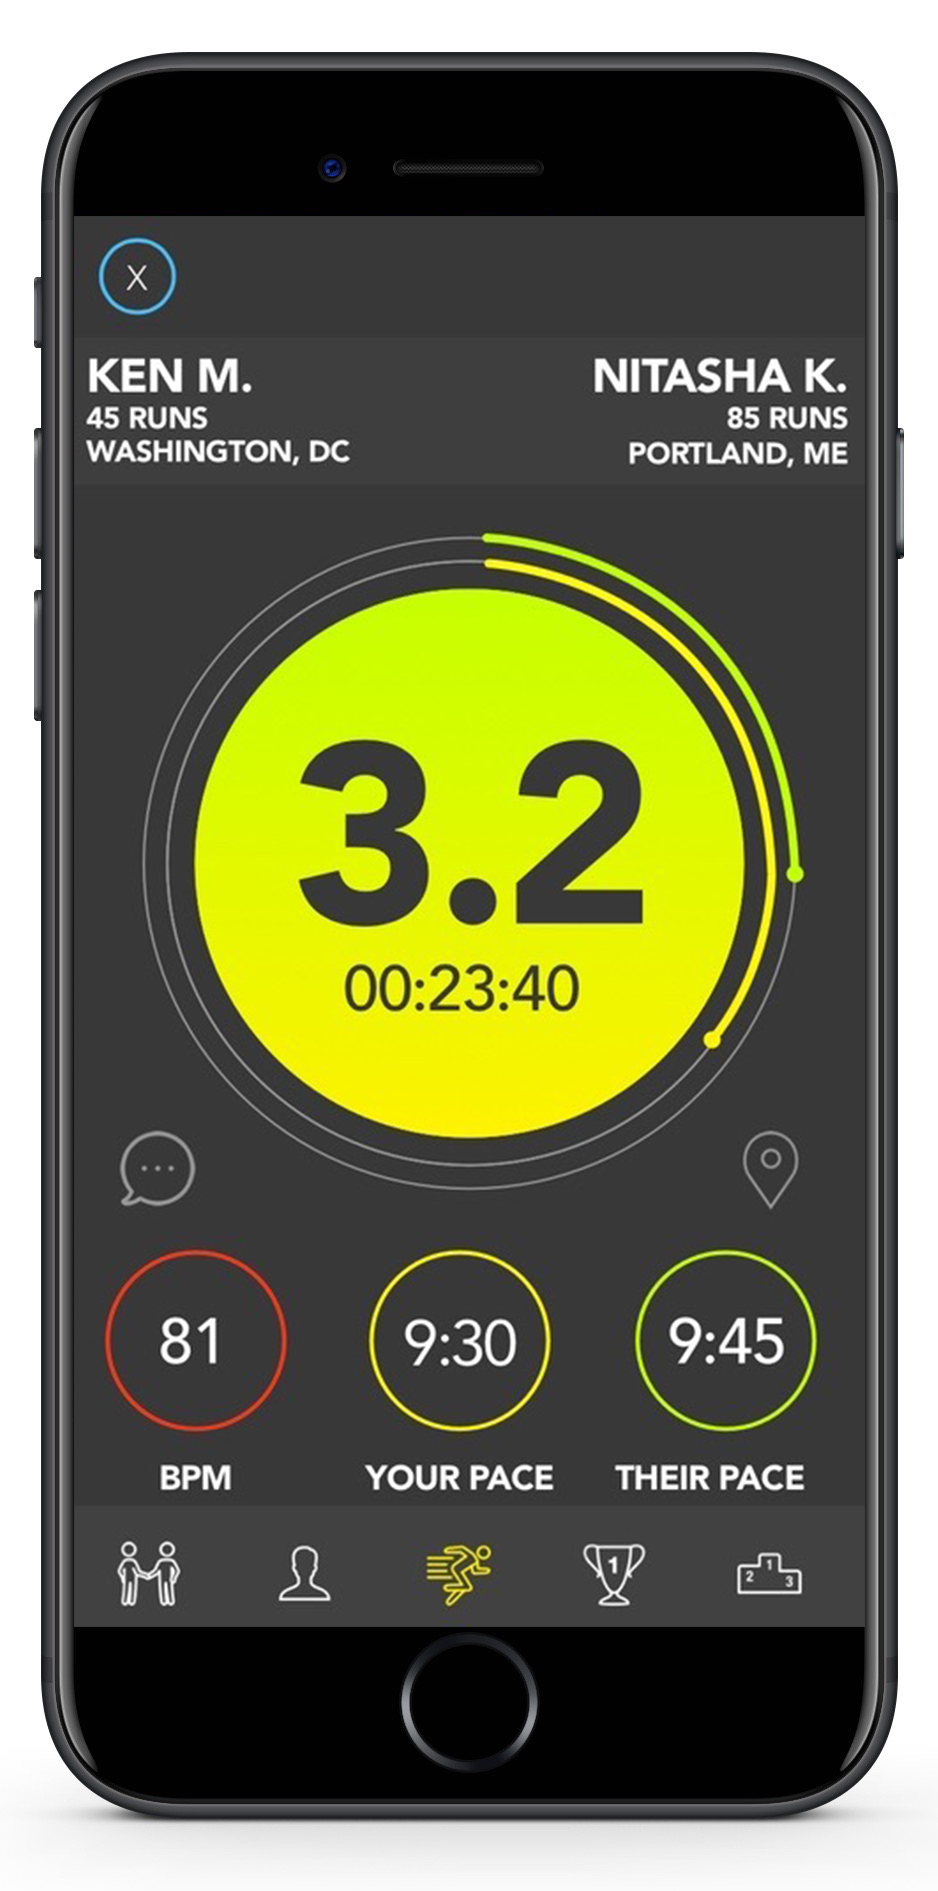 X
KEN M.
45 RUNS
WASHINGTON, DC
NITASHA K.
85 RUNS
PORTLAND, ME
3.2
00:23:40
81
BPM
9:30
YOUR PACE
9:45
THEIR PACE
1
2 1 3